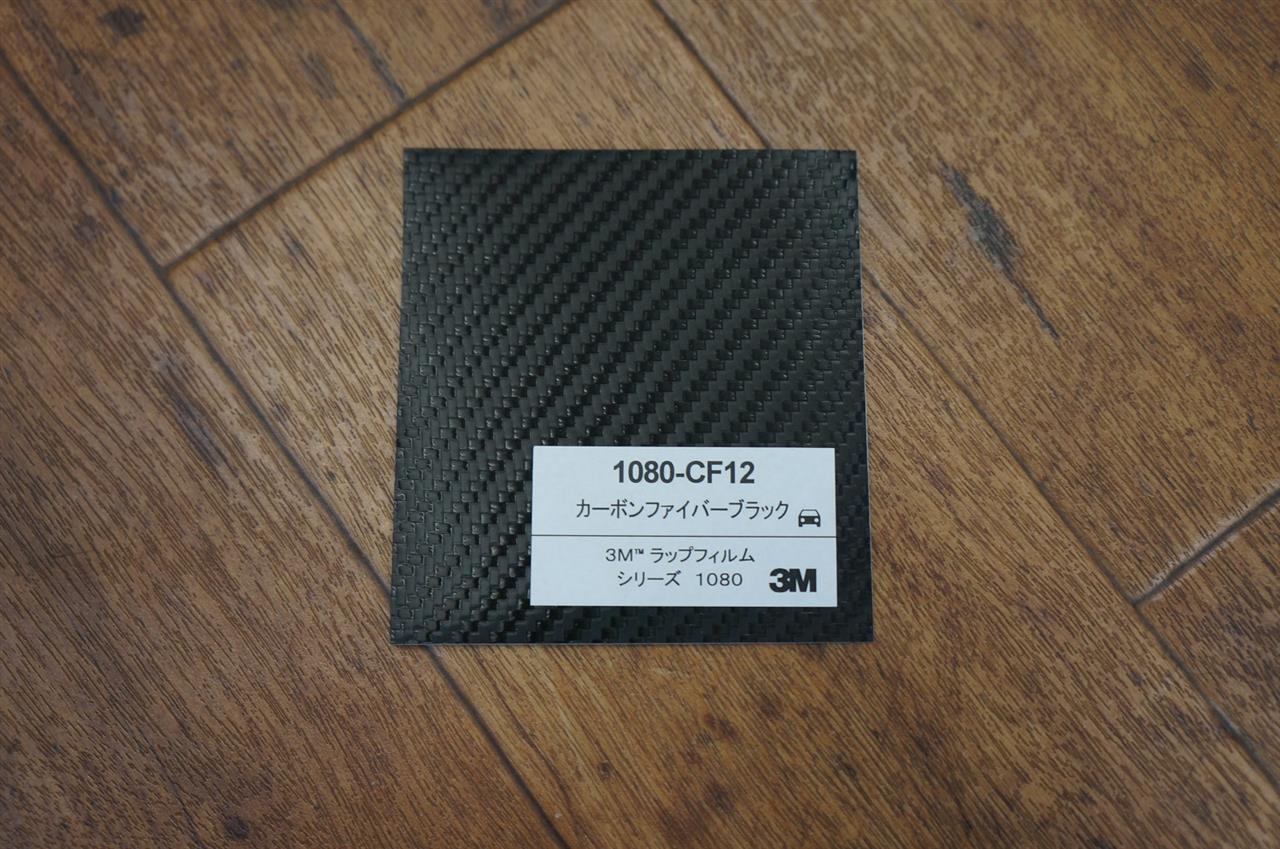 1080-CF12
カーボンファイバーブラック
3M™ ラップフィルム
シリーズ 1080
3M